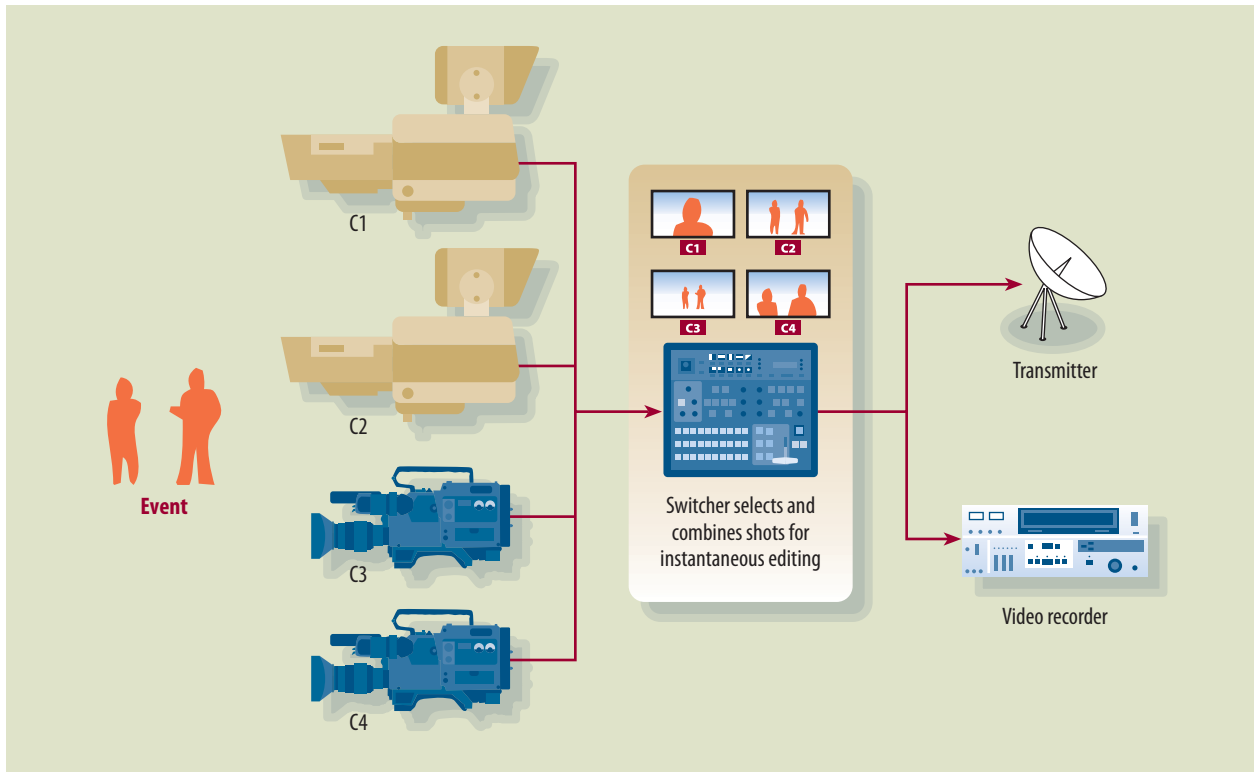 C1
C2
C3
C4
Event
C1
C2
C3
C4
Switcher selects and
combines shots for
instantaneous editing
Transmitter
Video recorder